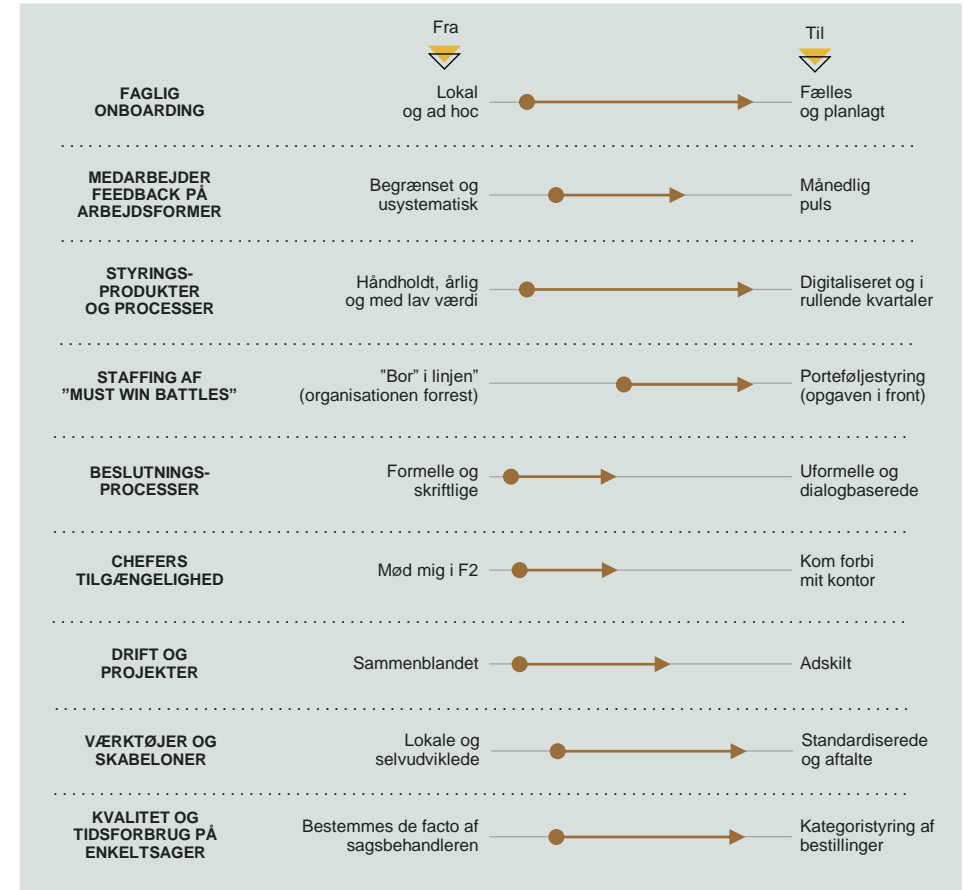 Fra
Til
FAGLIG
ONBOARDING
Lokal
og ad hoc
Fælles
og planlagt
MEDARBEJDER
FEEDBACK PÅ
ARBEJDSFORMER
Begrænset og
usystematisk
Månedlig
puls
STYRINGS-
PRODUKTER
OG PROCESSER
Håndholdt, årlig
og med lav værdi
Digitaliseret og i
rullende kvartaler
STAFFING AF
”MUST WIN BATTLES”
”Bor” i linjen”
(organisationen forrest)
Porteføljestyring
(opgaven i front)
BESLUTNINGS-
PROCESSER
Formelle og
skriftlige
Uformelle og
dialogbaserede
CHEFERS
TILGÆNGELIGHED
Mød mig i F2
Kom forbi
mit kontor
DRIFT OG
PROJEKTER
Sammenblandet
Adskilt
VÆRKTØJER OG
SKABELONER
Lokale og
selvudviklede
Standardiserede
og aftalte
KVALITET OG
TIDSFORBRUG PÅ
ENKELTSAGER
Bestemmes de facto af
sagsbehandleren
Kategoristyring af
bestillinger